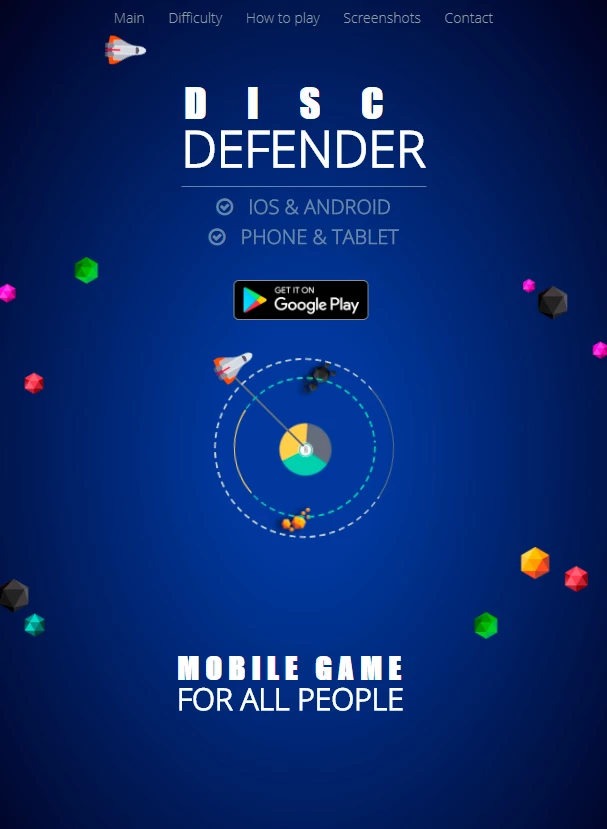 Main Difficulty How to play Screenshots Contact
DISC
DEFENDER
IOS & ANDROID
PHONE & TABLET
GET IT ON
Google Play
MOBILE GAME
FOR ALL PEOPLE